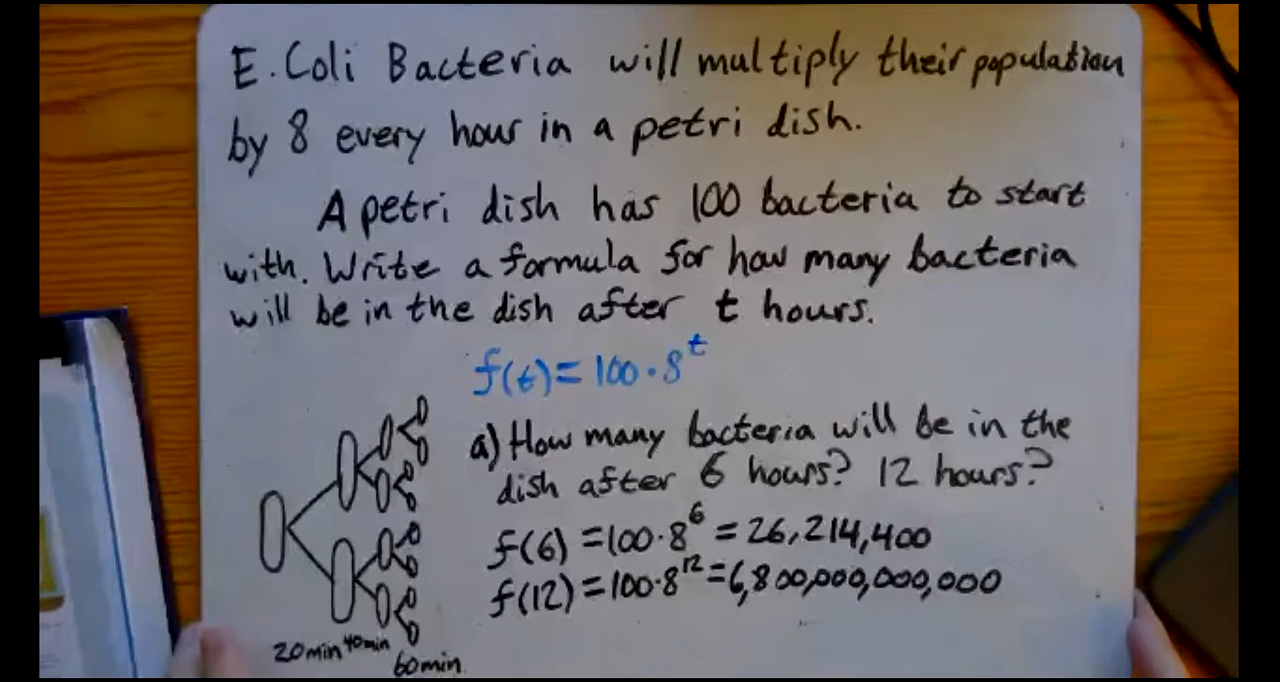 E. Coli Bacteria will multiply their population
by 8 every hour in a petri dish.
A petri dish has 100 bacteria to start
with. Write a formula for how many bacteria
will be in the dish after t hours.
f(t) = 100 · 8^t
a) How many bacteria will be in the
dish after 6 hours? 12 hours?
f(6) = 100 · 8^6 = 26,214,400
f(12) = 100 · 8^12 = 6,800,000,000,000
20min 40min 60min